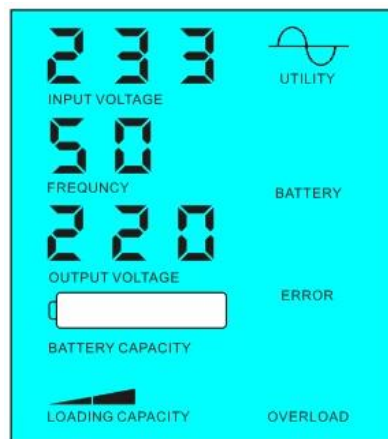 233
UTILITY
INPUT VOLTAGE
50
FREQUNCY
BATTERY
220
OUTPUT VOLTAGE
ERROR
BATTERY CAPACITY
LOADING CAPACITY
OVERLOAD